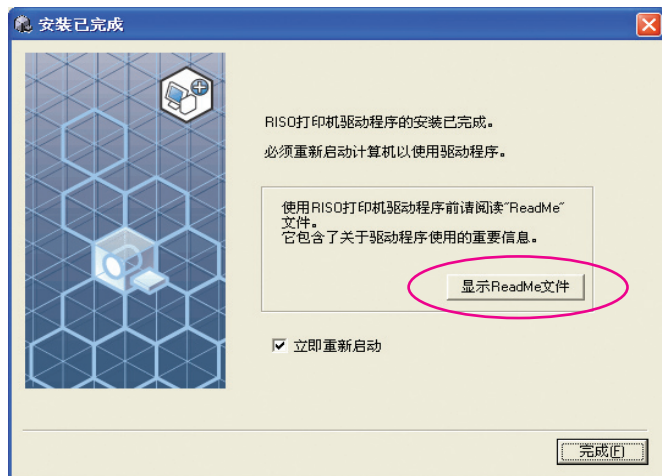 安装已完成
RISO打印机驱动程序的安装已完成。
必须重新启动计算机以使用驱动程序。
使用RISO打印机驱动程序前请阅读"ReadMe"
文件。
它包含了关于驱动程序使用的重要信息。
显示ReadMe文件
立即重新启动
完成(F)